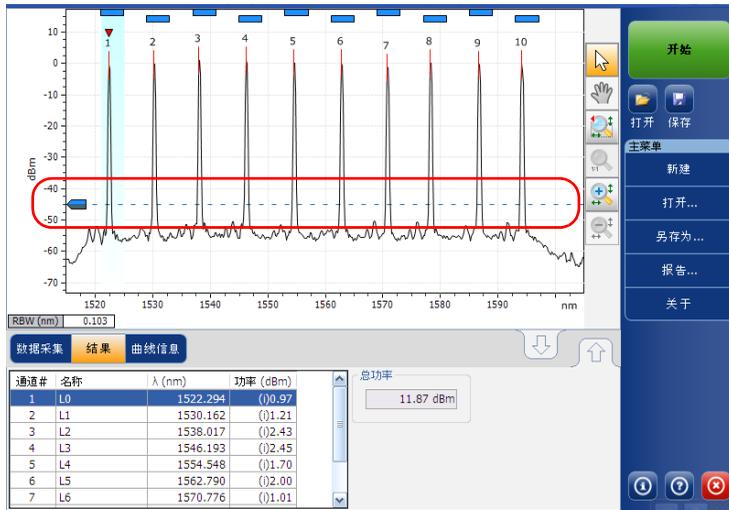 10
0
-10
-20
-30
-40
-50
-60
-70
dBm
1 2 3 4 5 6 7 8 9 10
1520 1530 1540 1550 1560 1570 1580 1590 nm
RBW (nm) 0.103
1:1
开始
打开 保存
主菜单
新建
打开...
另存为...
报告...
关于
数据采集 结果 曲线信息
通道# 名称 λ (nm) 功率 (dBm)
1 L0 1522.294 (i)0.97
2 L1 1530.162 (i)1.21
3 L2 1538.017 (i)2.43
4 L3 1546.193 (i)2.45
5 L4 1554.548 (i)1.70
6 L5 1562.790 (i)2.00
7 L6 1570.776 (i)1.01
总功率
11.87 dBm